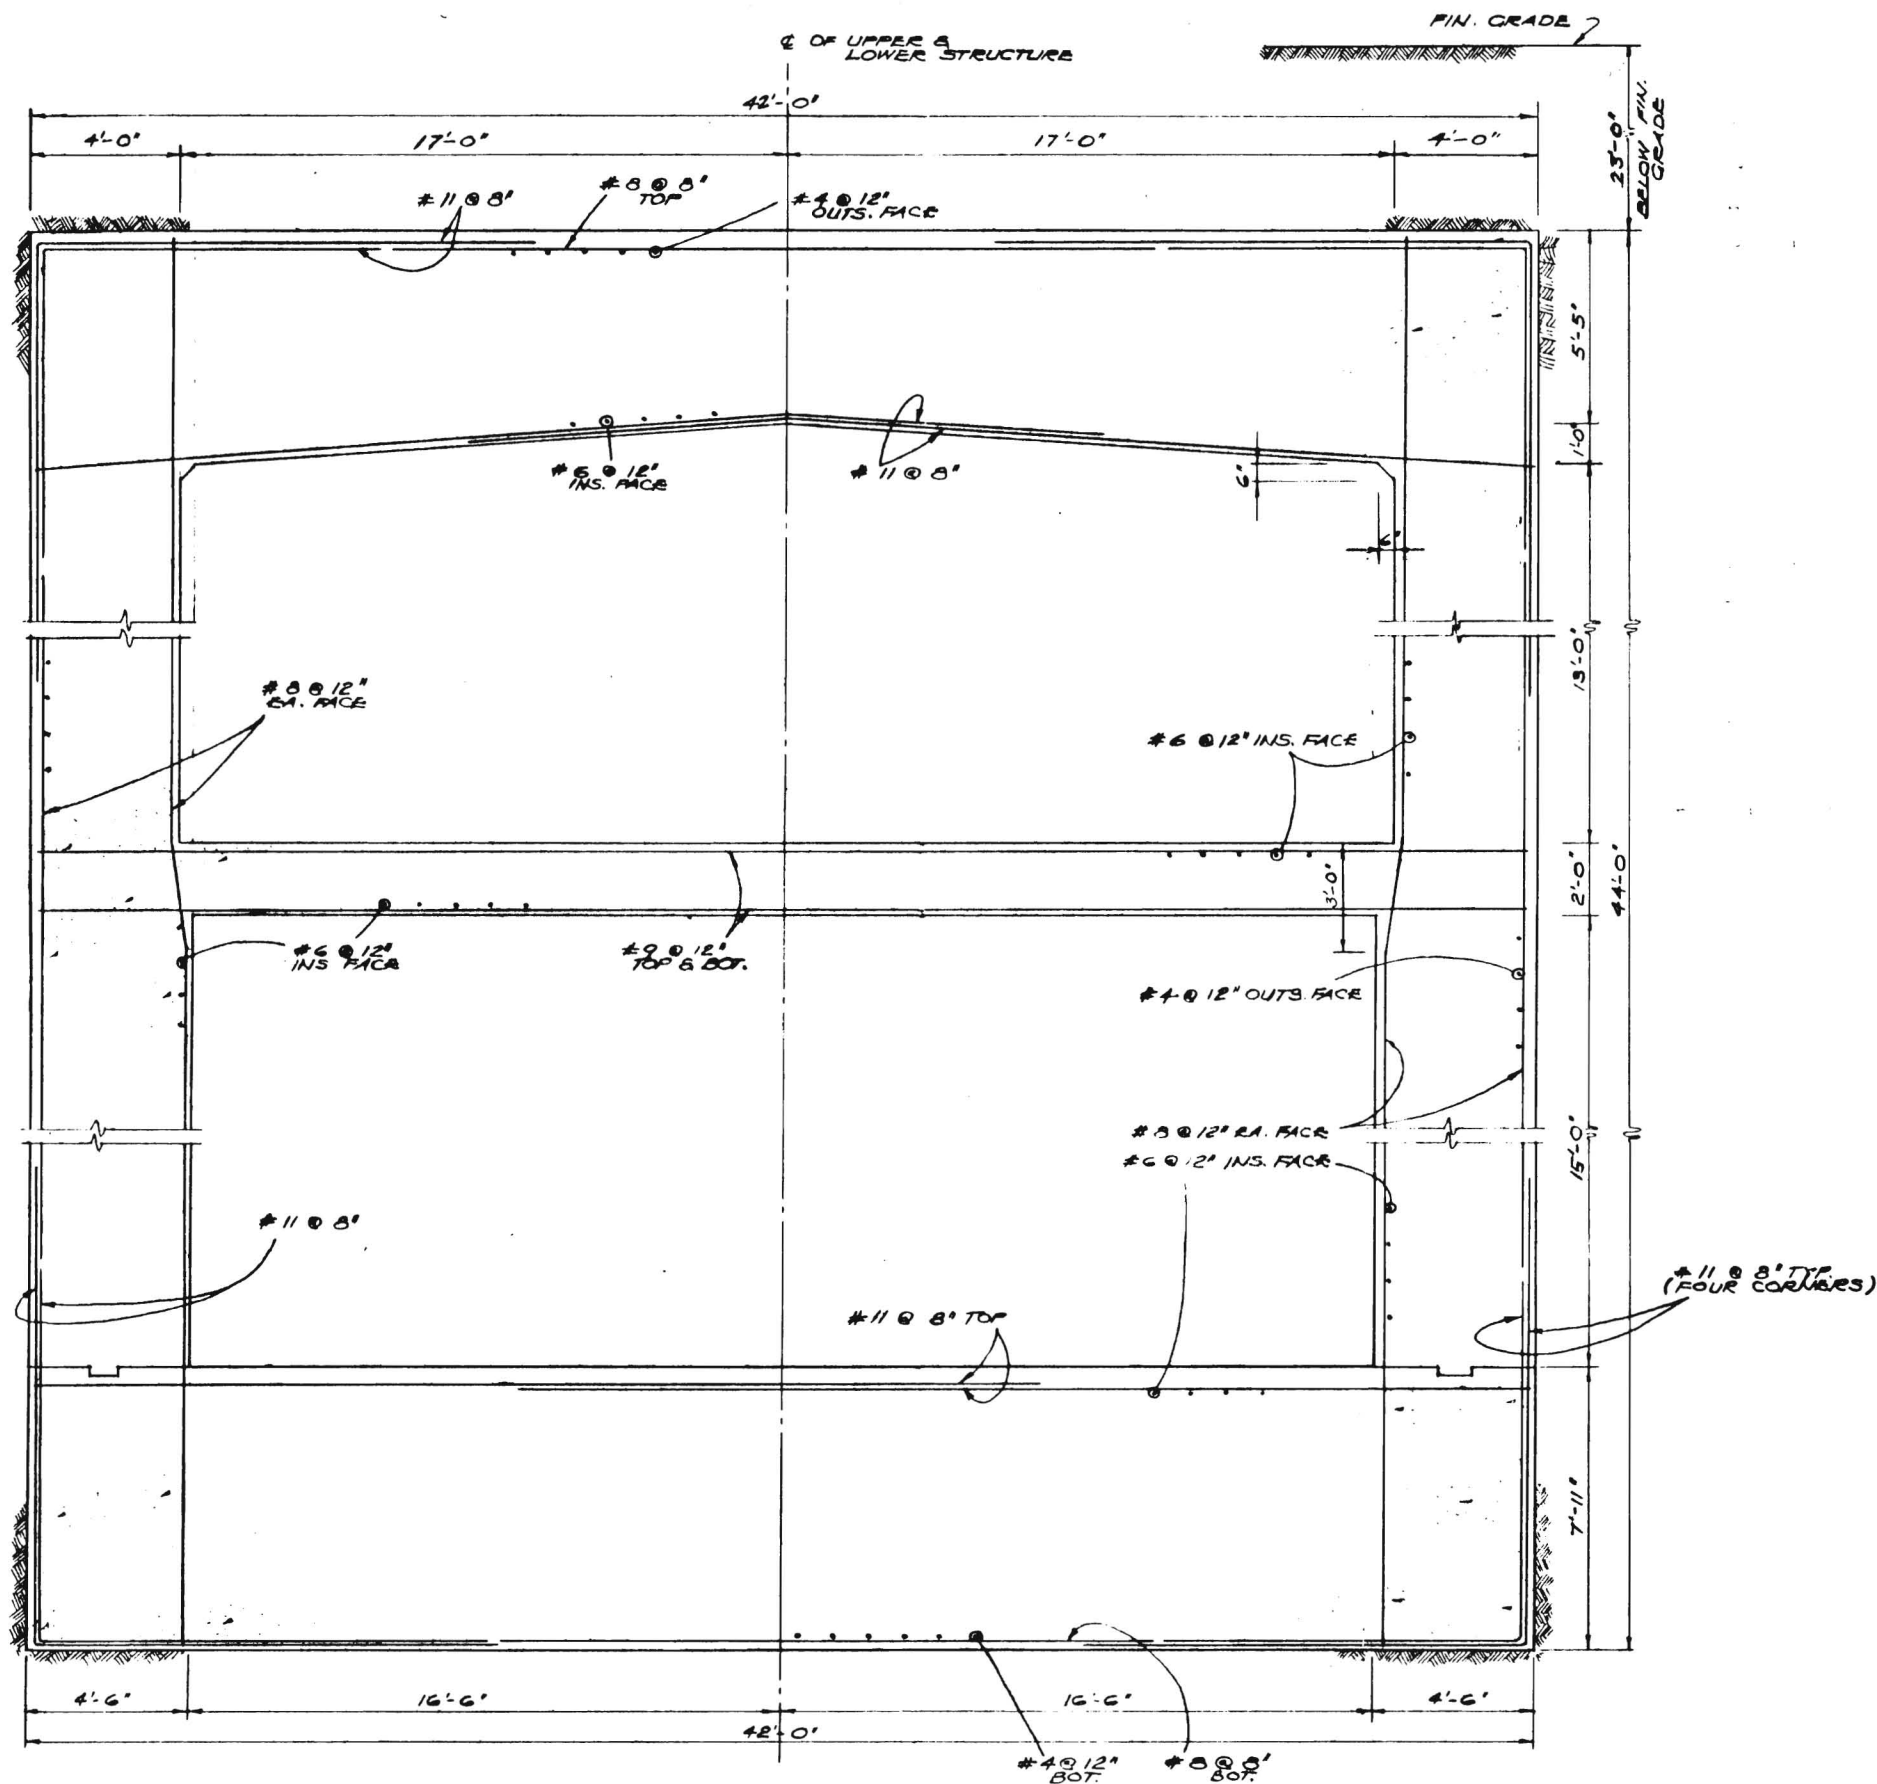 FIN. GRADE
℄ OF UPPER &
LOWER STRUCTURE
42'-0"
4'-0"
17'-0"
17'-0"
4'-0"
23'-0"
BELOW FIN.
GRADE
#11 @ 8"
#8 @ 8"
TOP
#4 @ 12"
OUTS. FACE
5'-5"
1'-0"
#6 @ 12"
INS. FACE
#11 @ 8"
6"
6"
13'-0"
#8 @ 12"
EA. FACE
#6 @ 12" INS. FACE
3'-0"
2'-0"
44'-0"
#6 @ 12"
INS FACE
#9 @ 12"
TOP & BOT.
#4 @ 12" OUTS. FACE
#8 @ 12" EA. FACE
#6 @ 12" INS. FACE
15'-0"
#11 @ 8"
#11 @ 8" TYP.
(FOUR CORNERS)
#11 @ 8" TOP
7'-11"
4'-6"
16'-6"
16'-6"
4'-6"
42'-0"
#4 @ 12"
BOT.
#8 @ 8"
BOT.